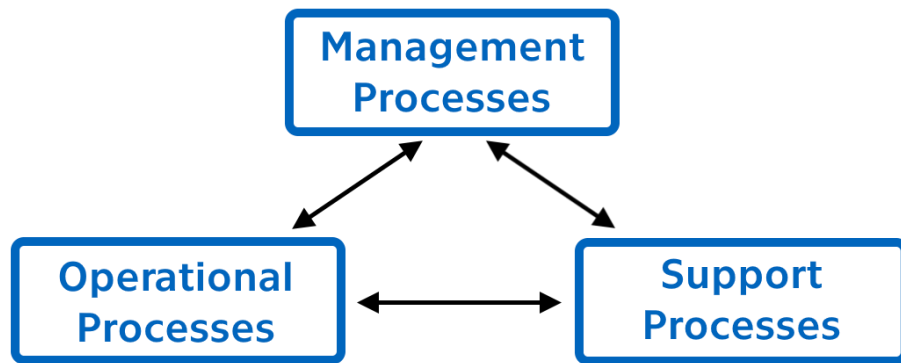 Management
Processes
Operational
Processes
Support
Processes